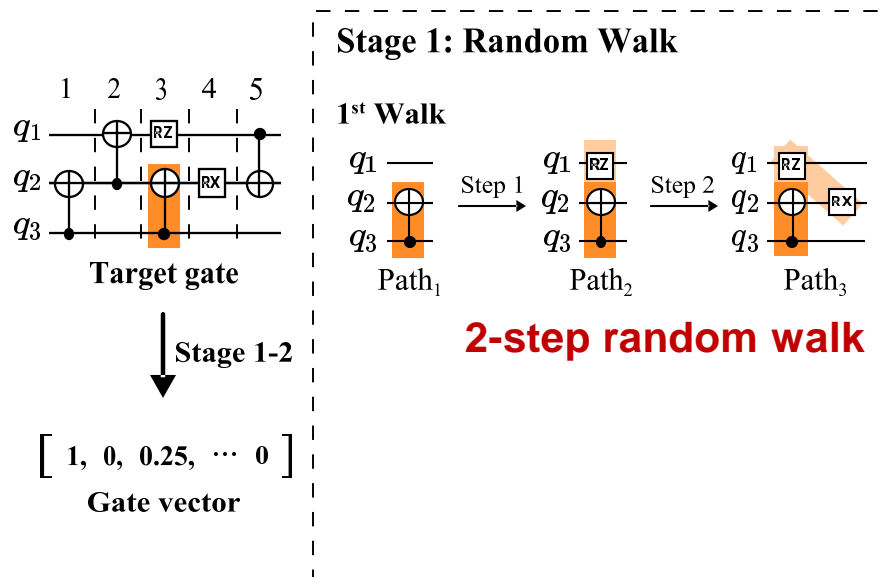 Stage 1: Random Walk
1 2 3 4 5
q1 RZ
q2 RX
q3
Target gate
Stage 1-2
[ 1, 0, 0.25, ⋯ 0 ]
Gate vector
1st Walk
q1
q2
q3
Path1
Step 1
q1 RZ
q2
q3
Path2
Step 2
q1 RZ
q2 RX
q3
Path3
2-step random walk